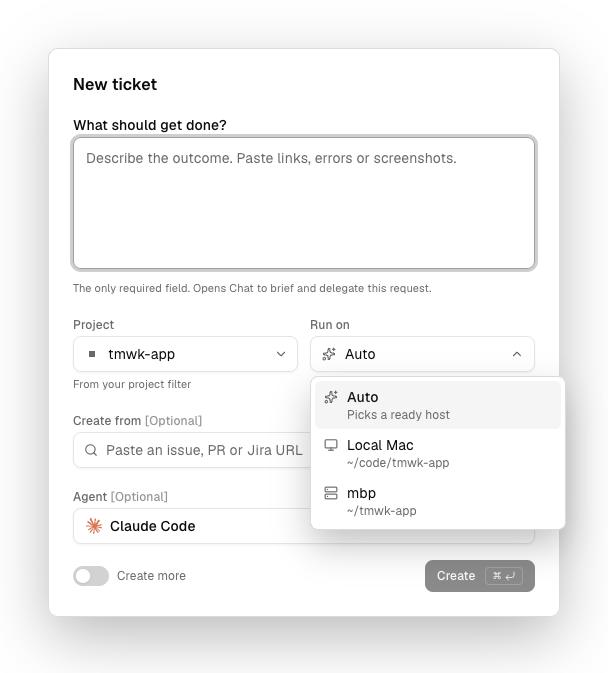 New ticket
What should get done?
Describe the outcome. Paste links, errors or screenshots.
The only required field. Opens Chat to brief and delegate this request.
Project
tmwk-app
From your project filter
Run on
Auto
Auto
Picks a ready host
Local Mac
~/code/tmwk-app
mbp
~/tmwk-app
Create from [Optional]
Paste an issue, PR or Jira URL
Agent [Optional]
Claude Code
Create more
Create ⌘ ↵